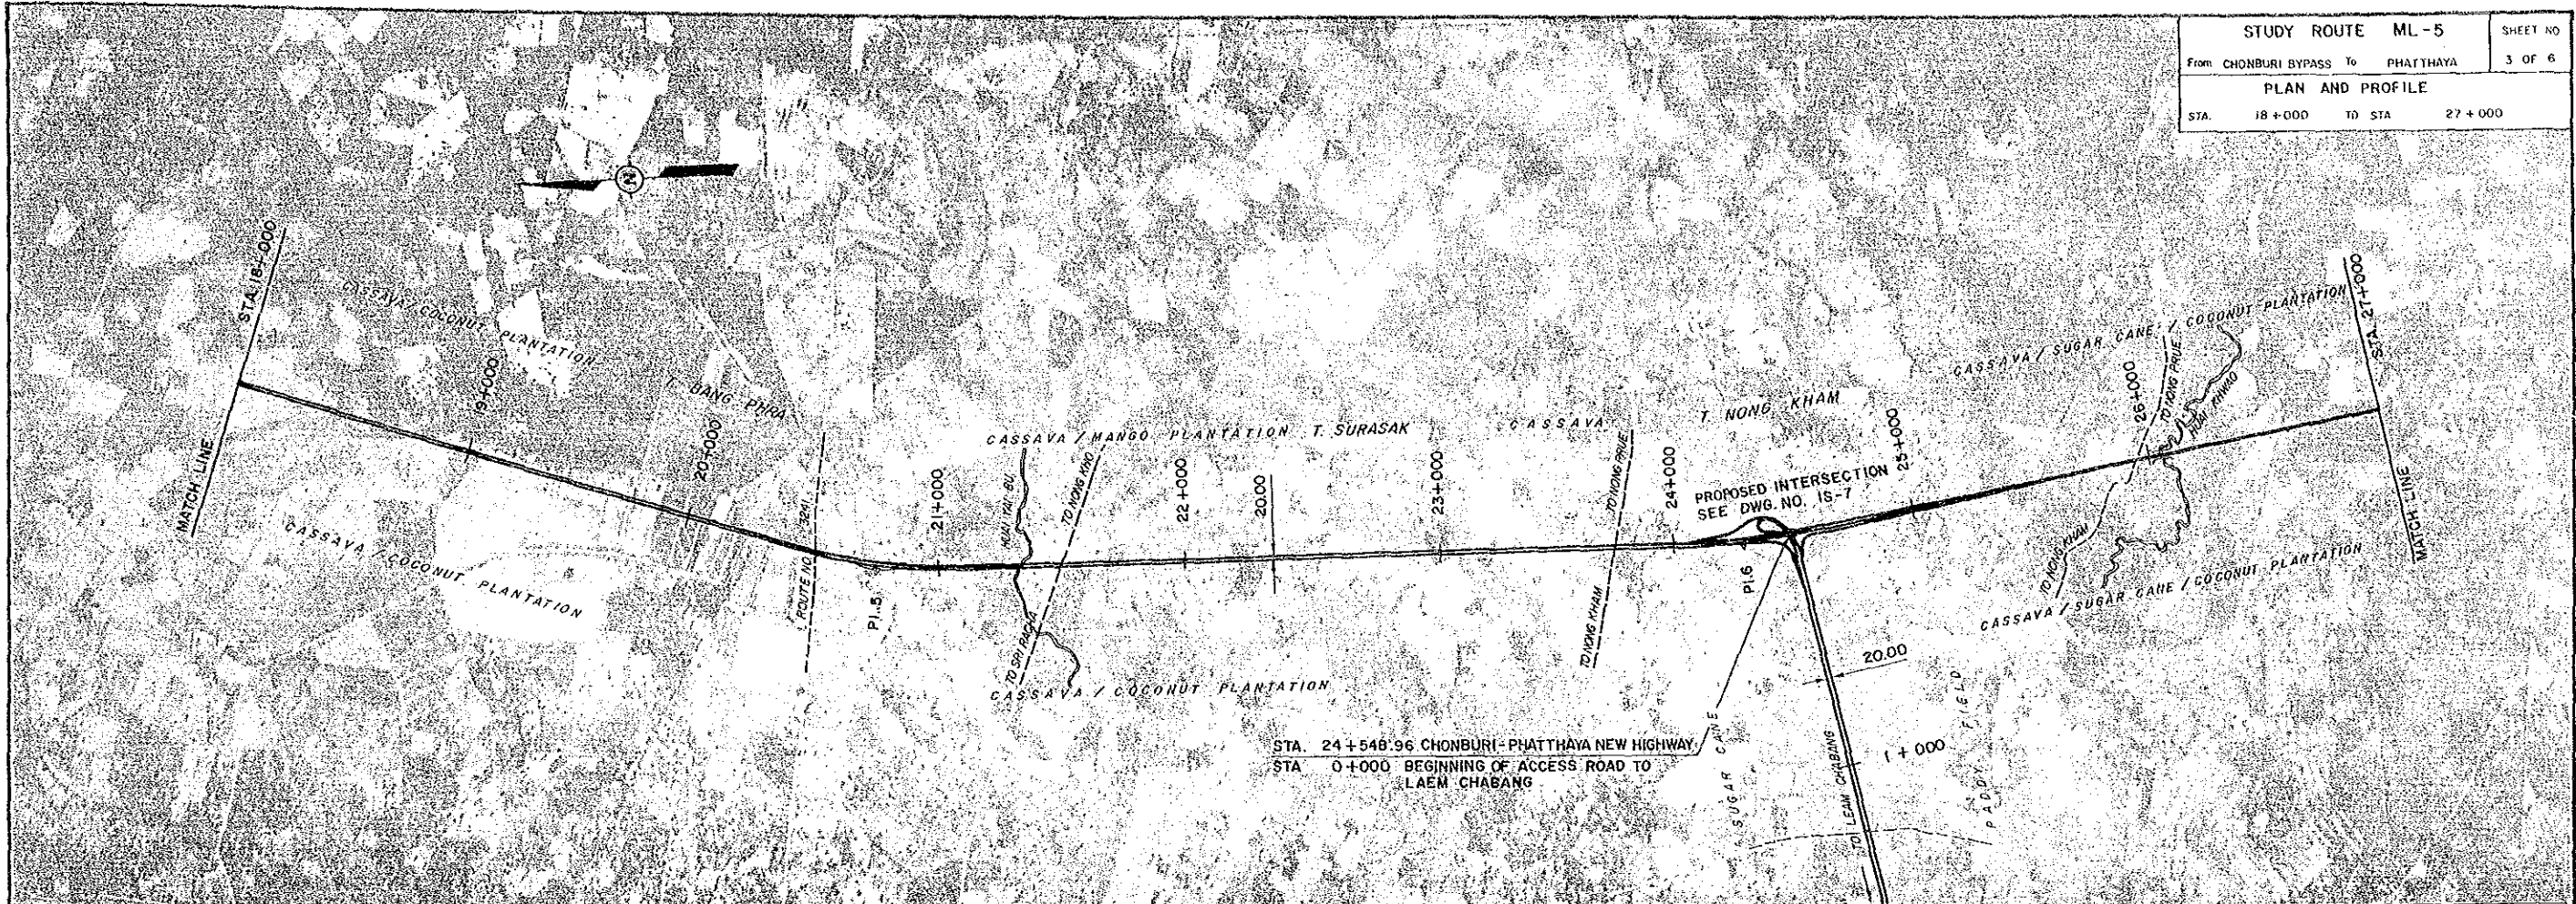 STUDY ROUTE ML-5
SHEET NO
From CHONBURI BYPASS To PHATTHAYA
3 OF 6
PLAN AND PROFILE
STA. 18+000 TO STA 27+000
N
STA. 18+000
MATCH LINE
CASSAVA / COCONUT PLANTATION
19+000
T. BANG PHRA
20+000
CASSAVA / COCONUT PLANTATION
ROUTE NO. 3241
PI.5
21+000
CASSAVA / MANGO PLANTATION T. SURASAK
HUAI YAI BU
TO NONG KHO
TO SRI RACHA
CASSAVA / COCONUT PLANTATION
22+000
20.00
23+000
CASSAVA
TO NONG PRUE
TO NONG KHAM
T. NONG KHAM
24+000
PROPOSED INTERSECTION
SEE DWG. NO. IS-7
25+000
PI.6
CASSAVA / SUGAR CANE / COCONUT PLANTATION
26+000
TO NONG PRUE
TO NONG KHAM
CASSAVA / SUGAR CANE / COCONUT PLANTATION
STA. 27+000
MATCH LINE
20.00
STA. 24+548.96 CHONBURI-PHATTHAYA NEW HIGHWAY
STA 0+000 BEGINNING OF ACCESS ROAD TO
LAEM CHABANG
SUGAR CANE
TO LEAM CHABANG
1+000
PADDY FIELD